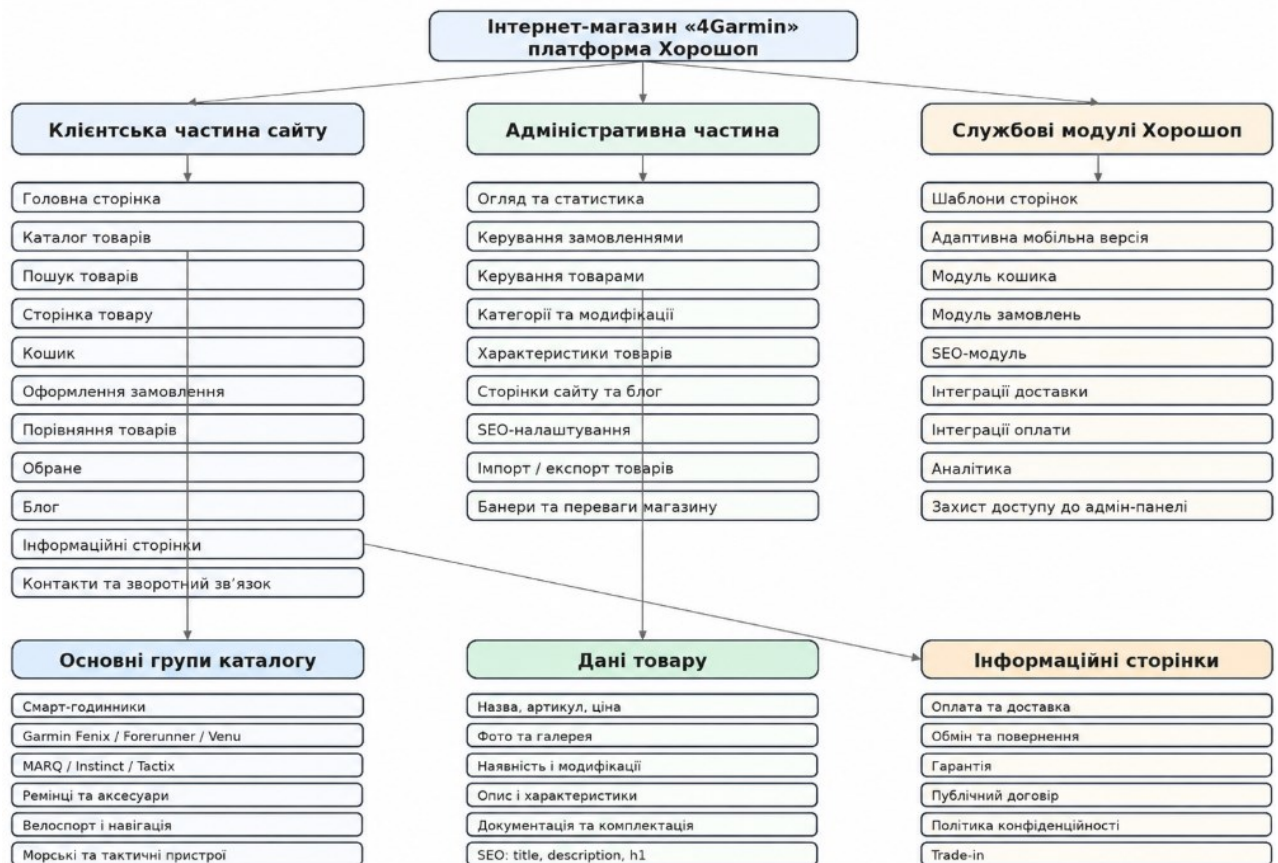 Інтернет-магазин «4Garmin»
платформа Хорошоп
Клієнтська частина сайту
Головна сторінка
Каталог товарів
Пошук товарів
Сторінка товару
Кошик
Оформлення замовлення
Порівняння товарів
Обране
Блог
Інформаційні сторінки
Контакти та зворотний зв’язок
Адміністративна частина
Огляд та статистика
Керування замовленнями
Керування товарами
Категорії та модифікації
Характеристики товарів
Сторінки сайту та блог
SEO-налаштування
Імпорт / експорт товарів
Банери та переваги магазину
Службові модулі Хорошоп
Шаблони сторінок
Адаптивна мобільна версія
Модуль кошика
Модуль замовлень
SEO-модуль
Інтеграції доставки
Інтеграції оплати
Аналітика
Захист доступу до адмін-панелі
Основні групи каталогу
Смарт-годинники
Garmin Fenix / Forerunner / Venu
MARQ / Instinct / Tactix
Ремінці та аксесуари
Велоспорт і навігація
Морські та тактичні пристрої
Дані товару
Назва, артикул, ціна
Фото та галерея
Наявність і модифікації
Опис і характеристики
Документація та комплектація
SEO: title, description, h1
Інформаційні сторінки
Оплата та доставка
Обмін та повернення
Гарантія
Публічний договір
Політика конфіденційності
Trade-in